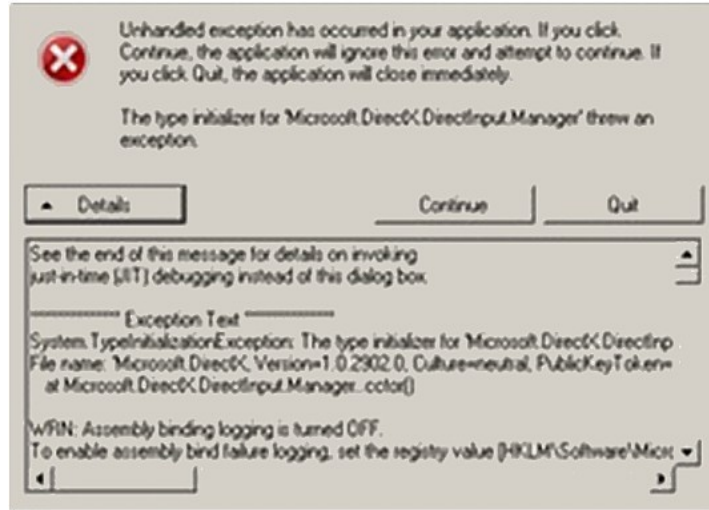 Unhandled exception has occurred in your application. If you click
Continue, the application will ignore this error and attempt to continue. If
you click Quit, the application will close immediately.
The type initializer for 'Microsoft.DirectX.DirectInput.Manager' threw an
exception.
Details
Continue
Quit
See the end of this message for details on invoking
just-in-time (JIT) debugging instead of this dialog box.
************** Exception Text **************
System.TypeInitializationException: The type initializer for 'Microsoft.DirectX.DirectInp
File name: 'Microsoft.DirectX, Version=1.0.2902.0, Culture=neutral, PublicKeyToken=
at Microsoft.DirectX.DirectInput.Manager..cctor()
WRN: Assembly binding logging is turned OFF.
To enable assembly bind failure logging, set the registry value [HKLM\Software\Micro